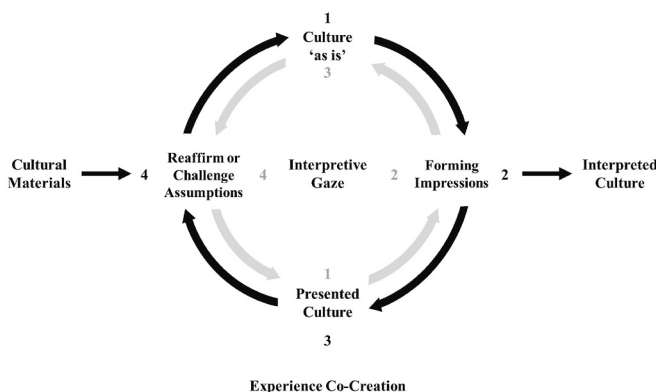 1
Culture
‘as is’
3
Cultural
Materials
4
Reaffirm or
Challenge
Assumptions
4
Interpretive
Gaze
2
Forming
Impressions
2
Interpreted
Culture
1
Presented
Culture
3
Experience Co-Creation